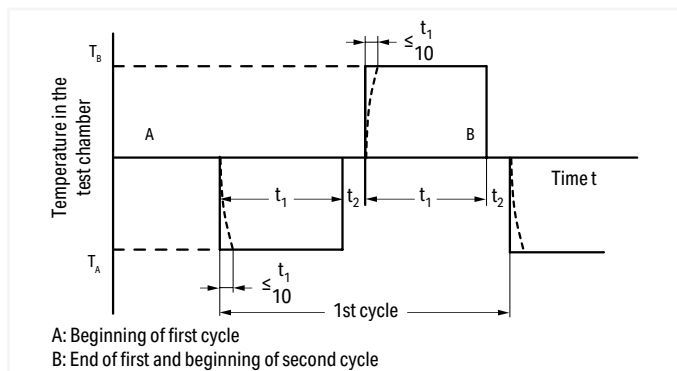 ≤ t₁
10
T_B
A
B
Temperature in the
test chamber
Time t
t₁
t₂
t₁
t₂
T_A
≤ t₁
10
1st cycle
A: Beginning of first cycle
B: End of first and beginning of second cycle